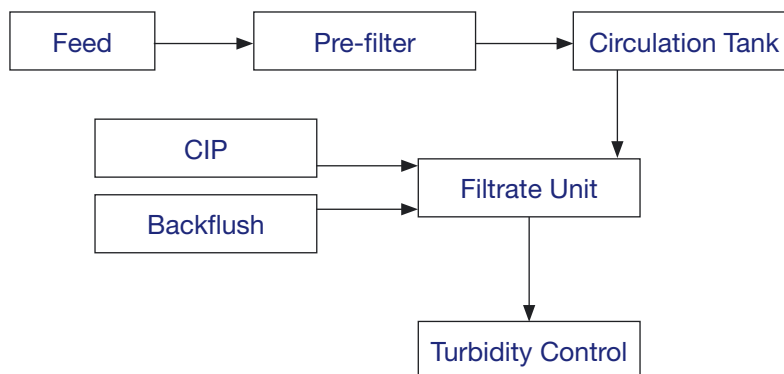 Feed
Pre-filter
Circulation Tank
CIP
Filtrate Unit
Backflush
Turbidity Control